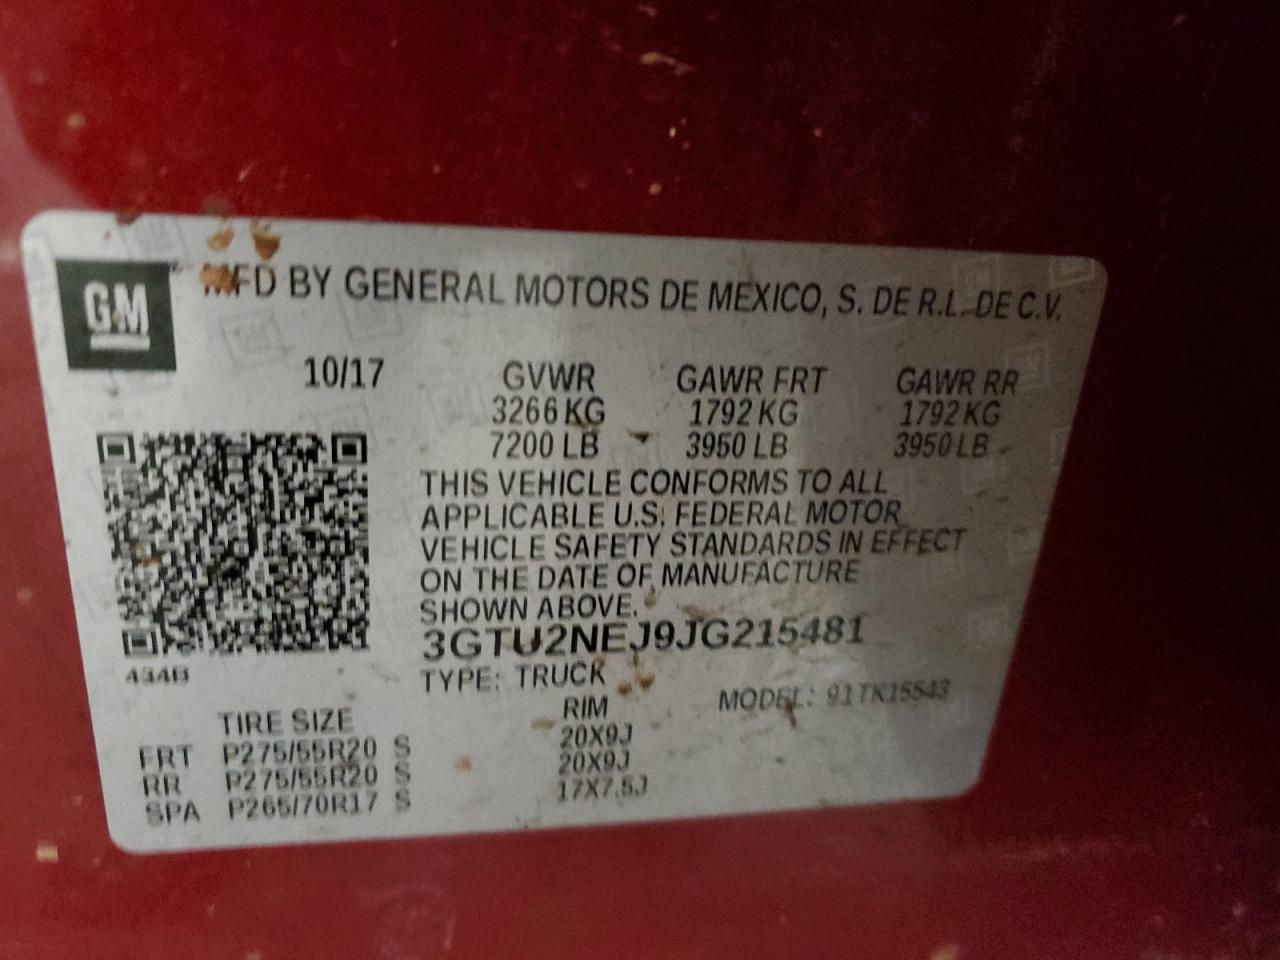 GM
MFD BY GENERAL MOTORS DE MEXICO, S. DE R.L. DE C.V.
10/17 GVWR GAWR FRT GAWR RR
3266 KG 1792 KG 1792 KG
7200 LB 3950 LB 3950 LB
THIS VEHICLE CONFORMS TO ALL
APPLICABLE U.S. FEDERAL MOTOR
VEHICLE SAFETY STANDARDS IN EFFECT
ON THE DATE OF MANUFACTURE
SHOWN ABOVE.
3GTU2NEJ9JG215481
434B TYPE: TRUCK MODEL: 91TK15543
TIRE SIZE RIM
FRT P275/55R20 S 20X9J
RR P275/55R20 S 20X9J
SPA P265/70R17 S 17X7.5J